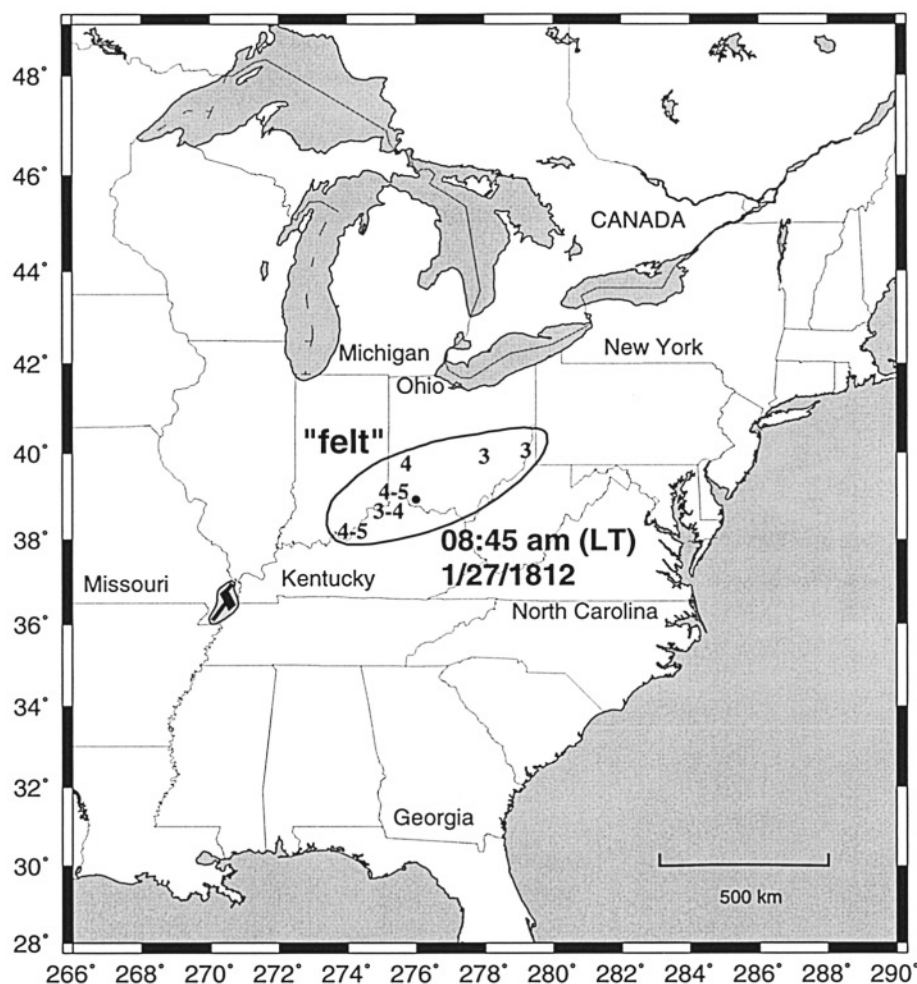 48°
46°
44°
42°
40°
38°
36°
34°
32°
30°
28°
CANADA
Michigan
New York
Ohio
"felt"
4
3
3
4-5
3-4
4-5
08:45 am (LT)
1/27/1812
Missouri
Kentucky
North Carolina
Georgia
500 km
266° 268° 270° 272° 274° 276° 278° 280° 282° 284° 286° 288° 290°